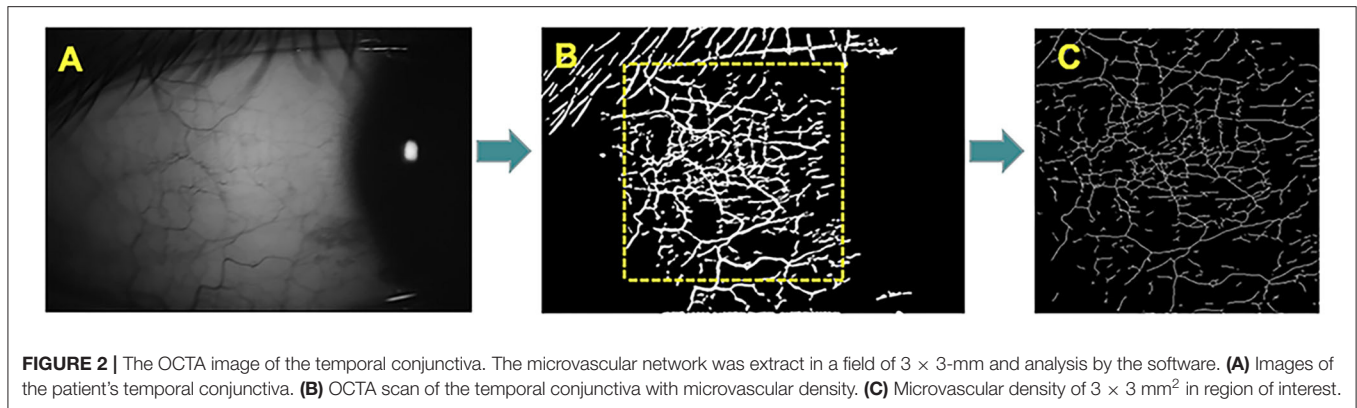 A
B
C
FIGURE 2 | The OCTA image of the temporal conjunctiva. The microvascular network was extract in a field of 3 × 3-mm and analysis by the software. (A) Images of
the patient's temporal conjunctiva. (B) OCTA scan of the temporal conjunctiva with microvascular density. (C) Microvascular density of 3 × 3 mm² in region of interest.